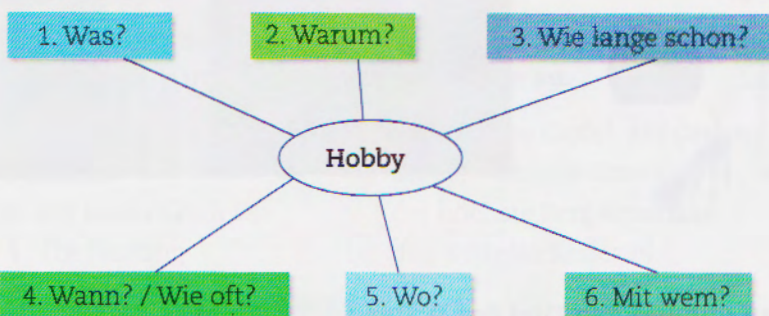 1. Was?
2. Warum?
3. Wie lange schon?
Hobby
4. Wann? / Wie oft?
5. Wo?
6. Mit wem?